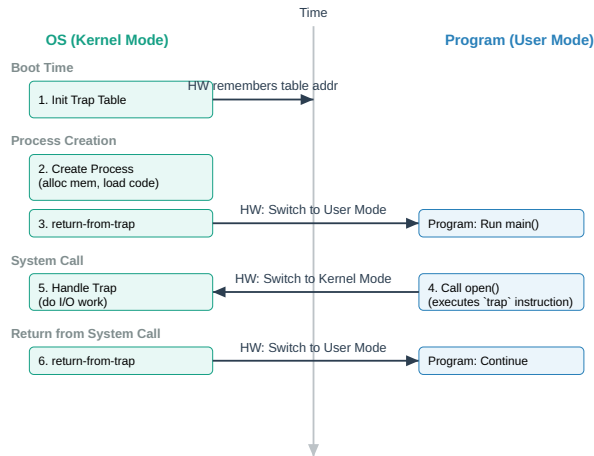 Time
OS (Kernel Mode)
Program (User Mode)
Boot Time
HW remembers table addr
1. Init Trap Table
Process Creation
2. Create Process
(alloc mem, load code)
HW: Switch to User Mode
3. return-from-trap
Program: Run main()
System Call
HW: Switch to Kernel Mode
5. Handle Trap
(do I/O work)
4. Call open()
(executes `trap` instruction)
Return from System Call
HW: Switch to User Mode
6. return-from-trap
Program: Continue